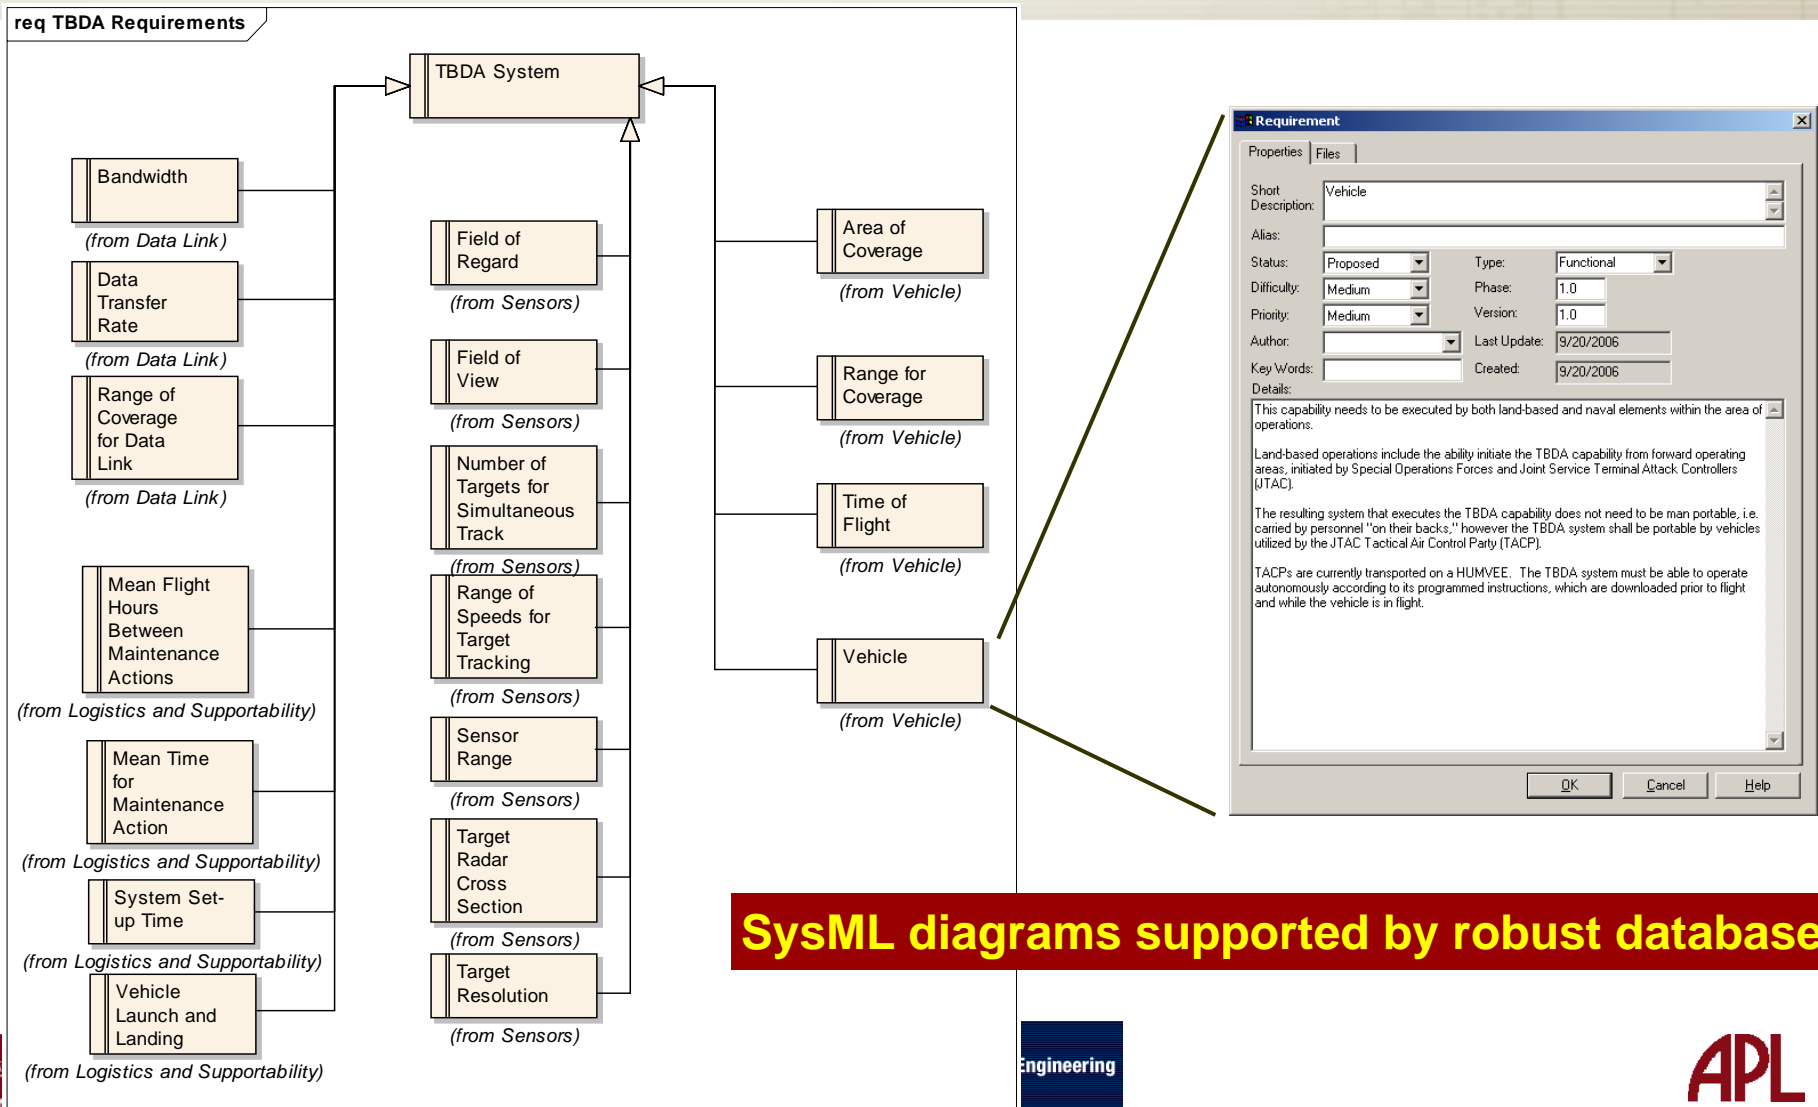 req TBDA Requirements
TBDA System
Bandwidth
(from Data Link)
Data
Transfer
Rate
(from Data Link)
Range of
Coverage
for Data
Link
(from Data Link)
Mean Flight
Hours
Between
Maintenance
Actions
(from Logistics and Supportability)
Mean Time
for
Maintenance
Action
(from Logistics and Supportability)
System Set-
up Time
(from Logistics and Supportability)
Vehicle
Launch and
Landing
(from Logistics and Supportability)
Field of
Regard
(from Sensors)
Field of
View
(from Sensors)
Number of
Targets for
Simultaneous
Track
(from Sensors)
Range of
Speeds for
Target
Tracking
(from Sensors)
Sensor
Range
(from Sensors)
Target
Radar
Cross
Section
(from Sensors)
Target
Resolution
(from Sensors)
Area of
Coverage
(from Vehicle)
Range for
Coverage
(from Vehicle)
Time of
Flight
(from Vehicle)
Vehicle
(from Vehicle)
Requirement
Properties Files
Short
Description:
Vehicle
Alias:
Status: Proposed Type: Functional
Difficulty: Medium Phase: 1.0
Priority: Medium Version: 1.0
Author: Last Update: 9/20/2006
Key Words: Created: 9/20/2006
Details:
This capability needs to be executed by both land-based and naval elements within the area of
operations.
Land-based operations include the ability initiate the TBDA capability from forward operating
areas, initiated by Special Operations Forces and Joint Service Terminal Attack Controllers
(JTAC).
The resulting system that executes the TBDA capability does not need to be man portable, i.e.
carried by personnel "on their backs," however the TBDA system shall be portable by vehicles
utilized by the JTAC Tactical Air Control Party (TACP).
TACPs are currently transported on a HUMVEE. The TBDA system must be able to operate
autonomously according to its programmed instructions, which are downloaded prior to flight
and while the vehicle is in flight.
OK Cancel Help
SysML diagrams supported by robust database
Engineering
APL